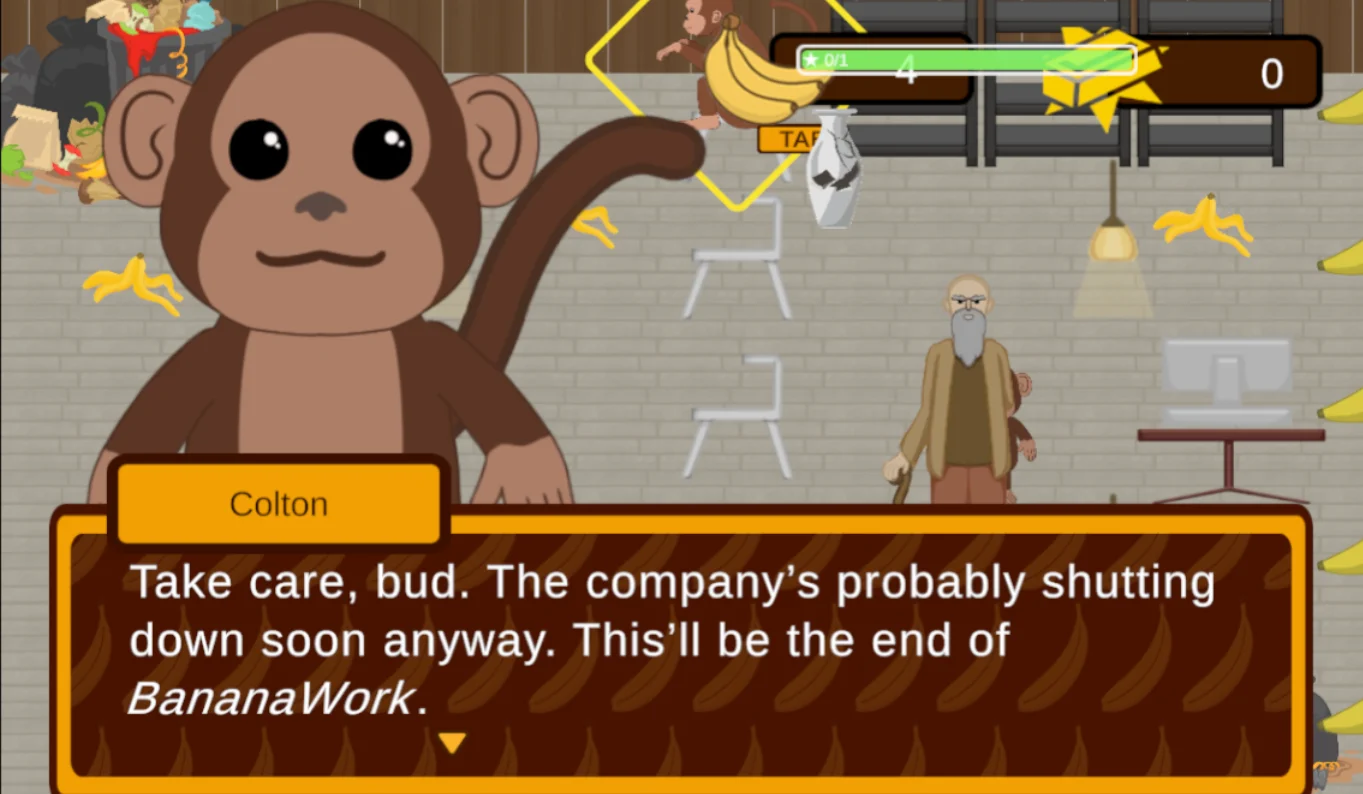 ★ 0/1
4
0
TAP
Colton
Take care, bud. The company’s probably shutting
down soon anyway. This’ll be the end of
BananaWork.